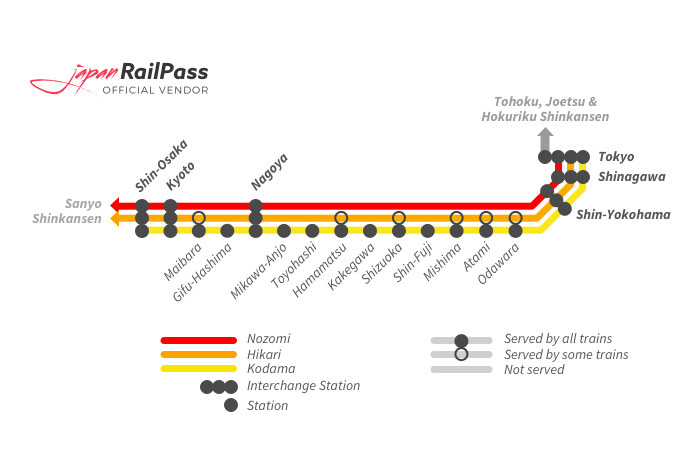 japan RailPass
OFFICIAL VENDOR
Tohoku, Joetsu &
Hokuriku Shinkansen
Tokyo
Shinagawa
Shin-Yokohama
Shin-Osaka
Kyoto
Nagoya
Sanyo
Shinkansen
Maibara
Gifu-Hashima
Mikawa-Anjo
Toyohashi
Hamamatsu
Kakegawa
Shizuoka
Shin-Fuji
Mishima
Atami
Odawara
Nozomi
Hikari
Kodama
Interchange Station
Station
Served by all trains
Served by some trains
Not served